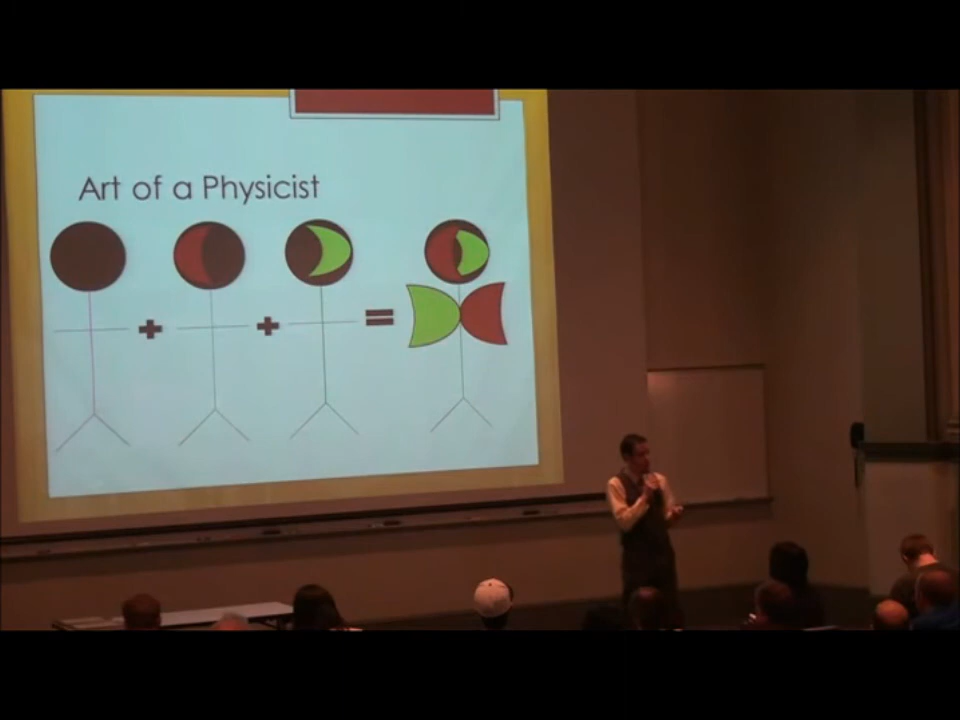 Art of a Physicist
+ + =